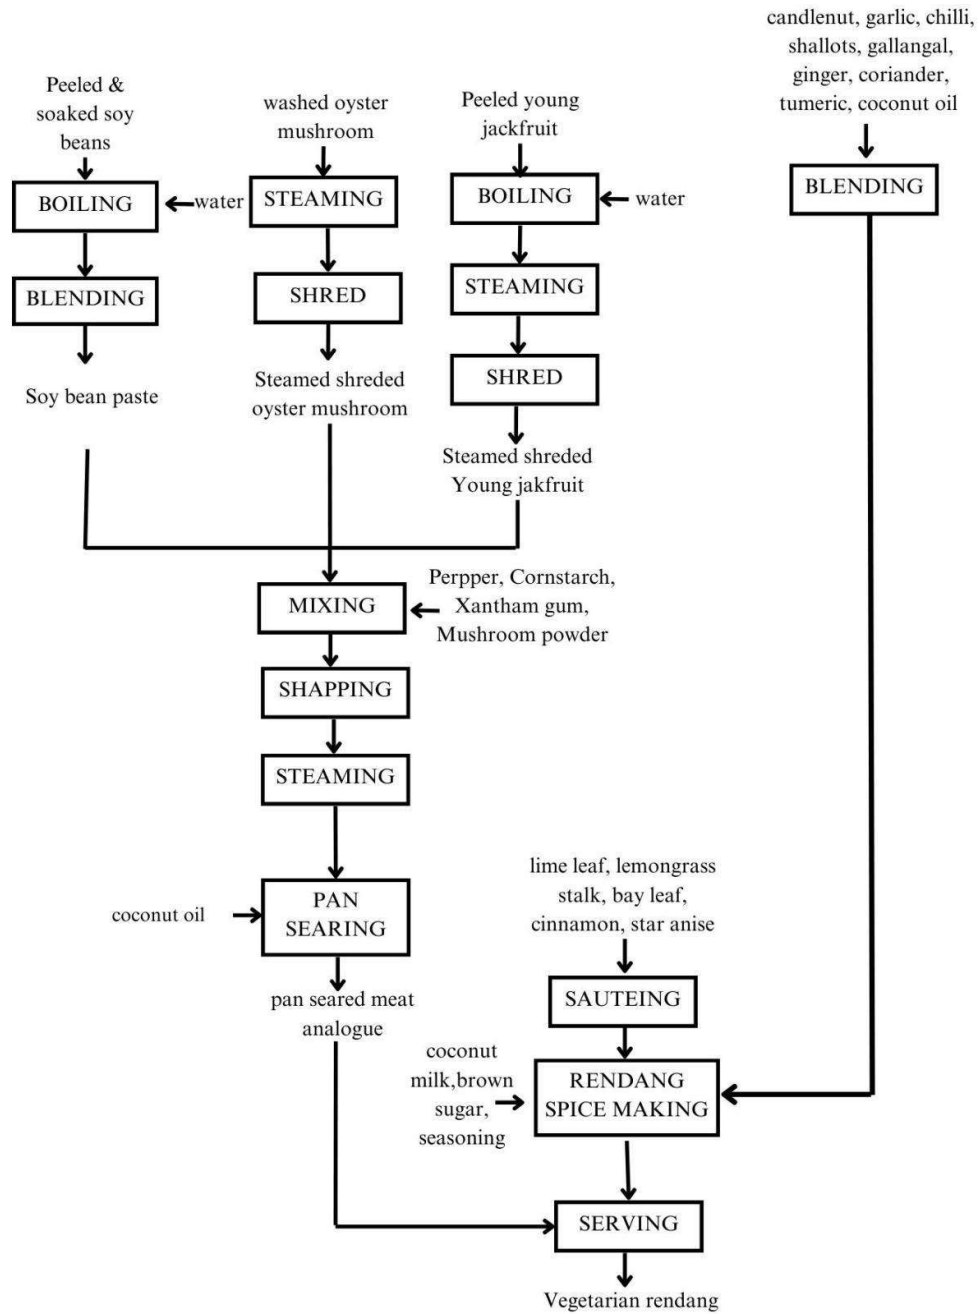 candlenut, garlic, chilli,
shallots, gallangal,
ginger, coriander,
tumeric, coconut oil
Peeled &
soaked soy
beans
washed oyster
mushroom
Peeled young
jackfruit
BOILING
water
STEAMING
BOILING
water
BLENDING
BLENDING
SHRED
STEAMING
SHRED
Soy bean paste
Steamed shreded
oyster mushroom
Steamed shreded
Young jakfruit
MIXING
Perpper, Cornstarch,
Xantham gum,
Mushroom powder
SHAPPING
STEAMING
coconut oil
PAN
SEARING
lime leaf, lemongrass
stalk, bay leaf,
cinnamon, star anise
pan seared meat
analogue
SAUTEING
coconut
milk,brown
sugar,
seasoning
RENDANG
SPICE MAKING
SERVING
Vegetarian rendang